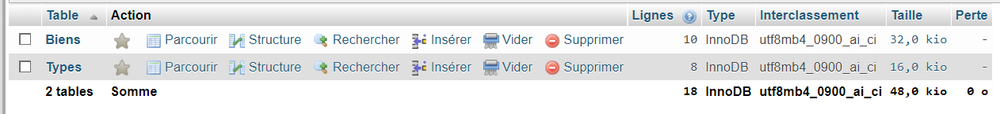 Table Action Lignes Type Interclassement Taille Perte
Biens Parcourir Structure Rechercher Insérer Vider Supprimer 10 InnoDB utf8mb4_0900_ai_ci 32,0 kio -
Types Parcourir Structure Rechercher Insérer Vider Supprimer 8 InnoDB utf8mb4_0900_ai_ci 16,0 kio -
2 tables Somme 18 InnoDB utf8mb4_0900_ai_ci 48,0 kio 0 o